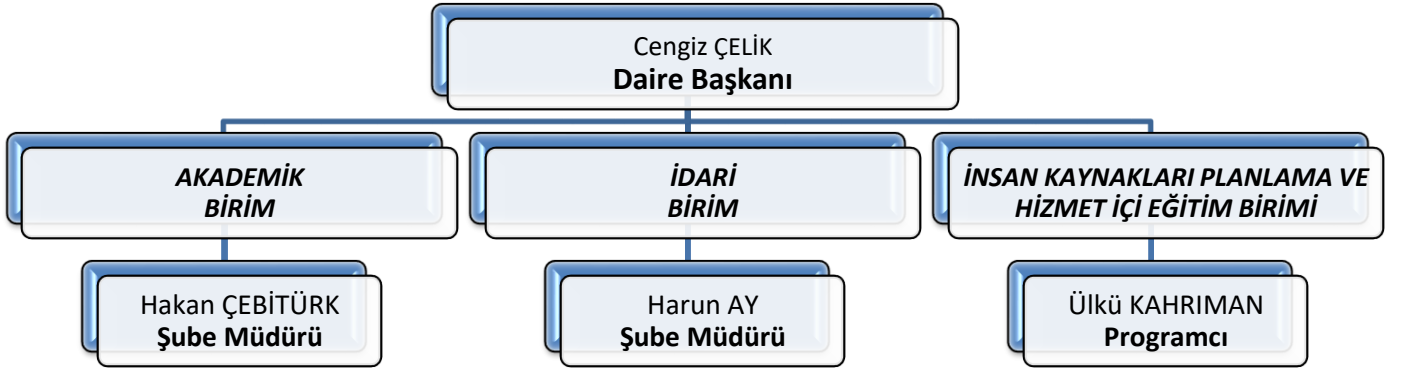 Cengiz ÇELİK
Daire Başkanı
AKADEMİK
BİRİM
İDARİ
BİRİM
İNSAN KAYNAKLARI PLANLAMA VE
HİZMET İÇİ EĞİTİM BİRİMİ
Hakan ÇEBİTÜRK
Şube Müdürü
Harun AY
Şube Müdürü
Ülkü KAHRIMAN
Programcı